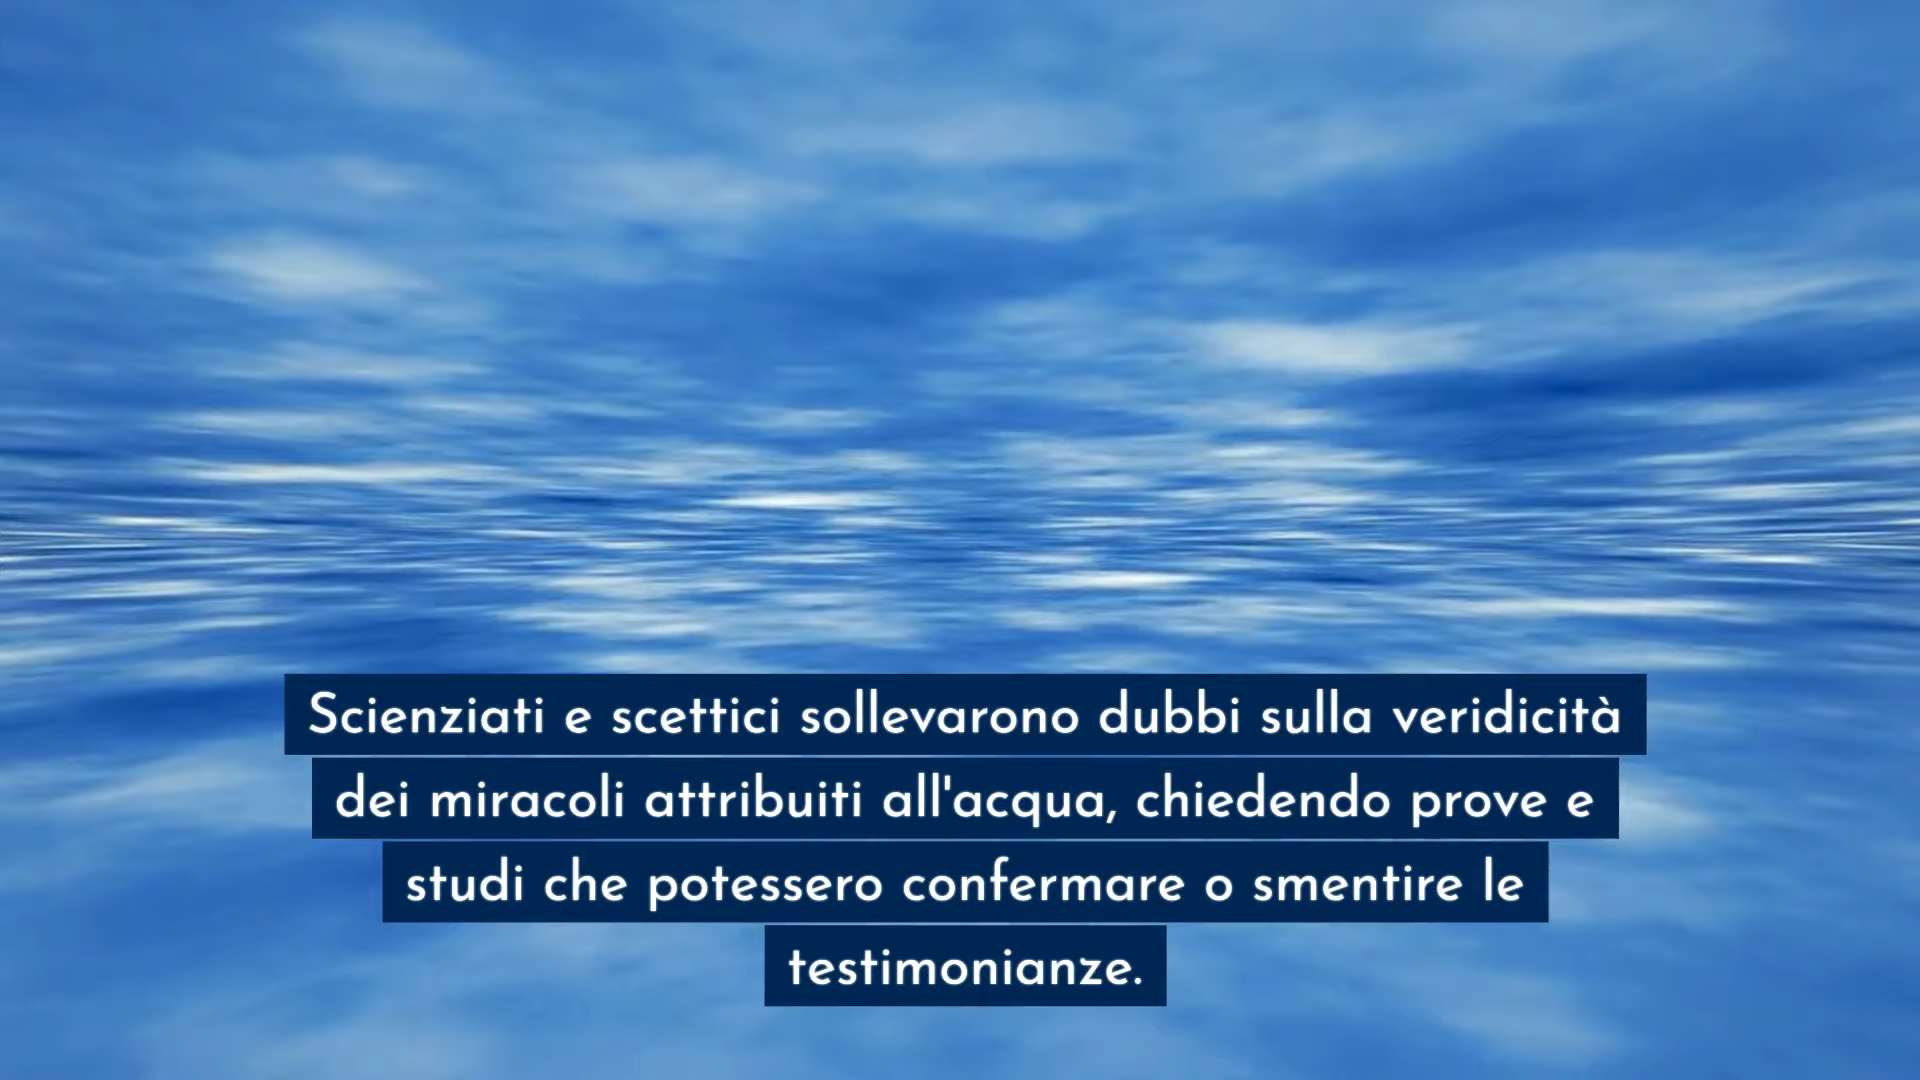 Scienziati e scettici sollevarono dubbi sulla veridicità
dei miracoli attribuiti all'acqua, chiedendo prove e
studi che potessero confermare o smentire le
testimonianze.